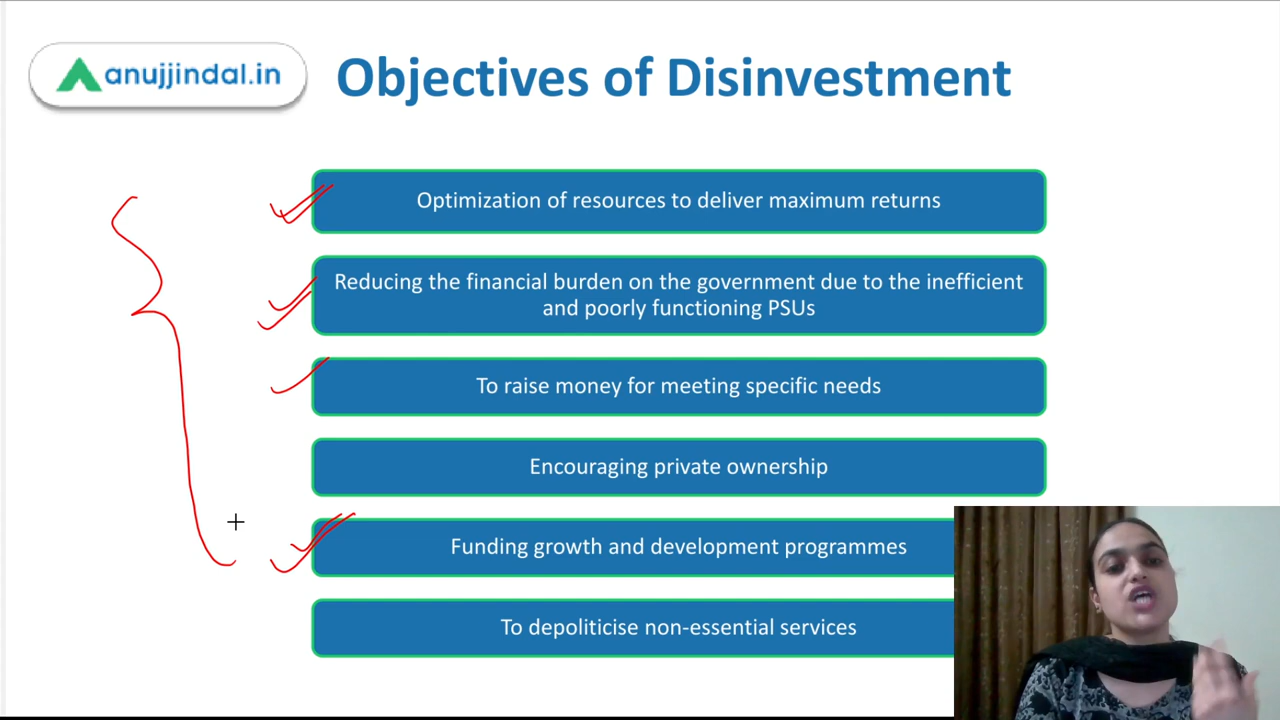 anujjindal.in
Objectives of Disinvestment
Optimization of resources to deliver maximum returns
Reducing the financial burden on the government due to the inefficient
and poorly functioning PSUs
To raise money for meeting specific needs
Encouraging private ownership
Funding growth and development programmes
To depoliticise non-essential services